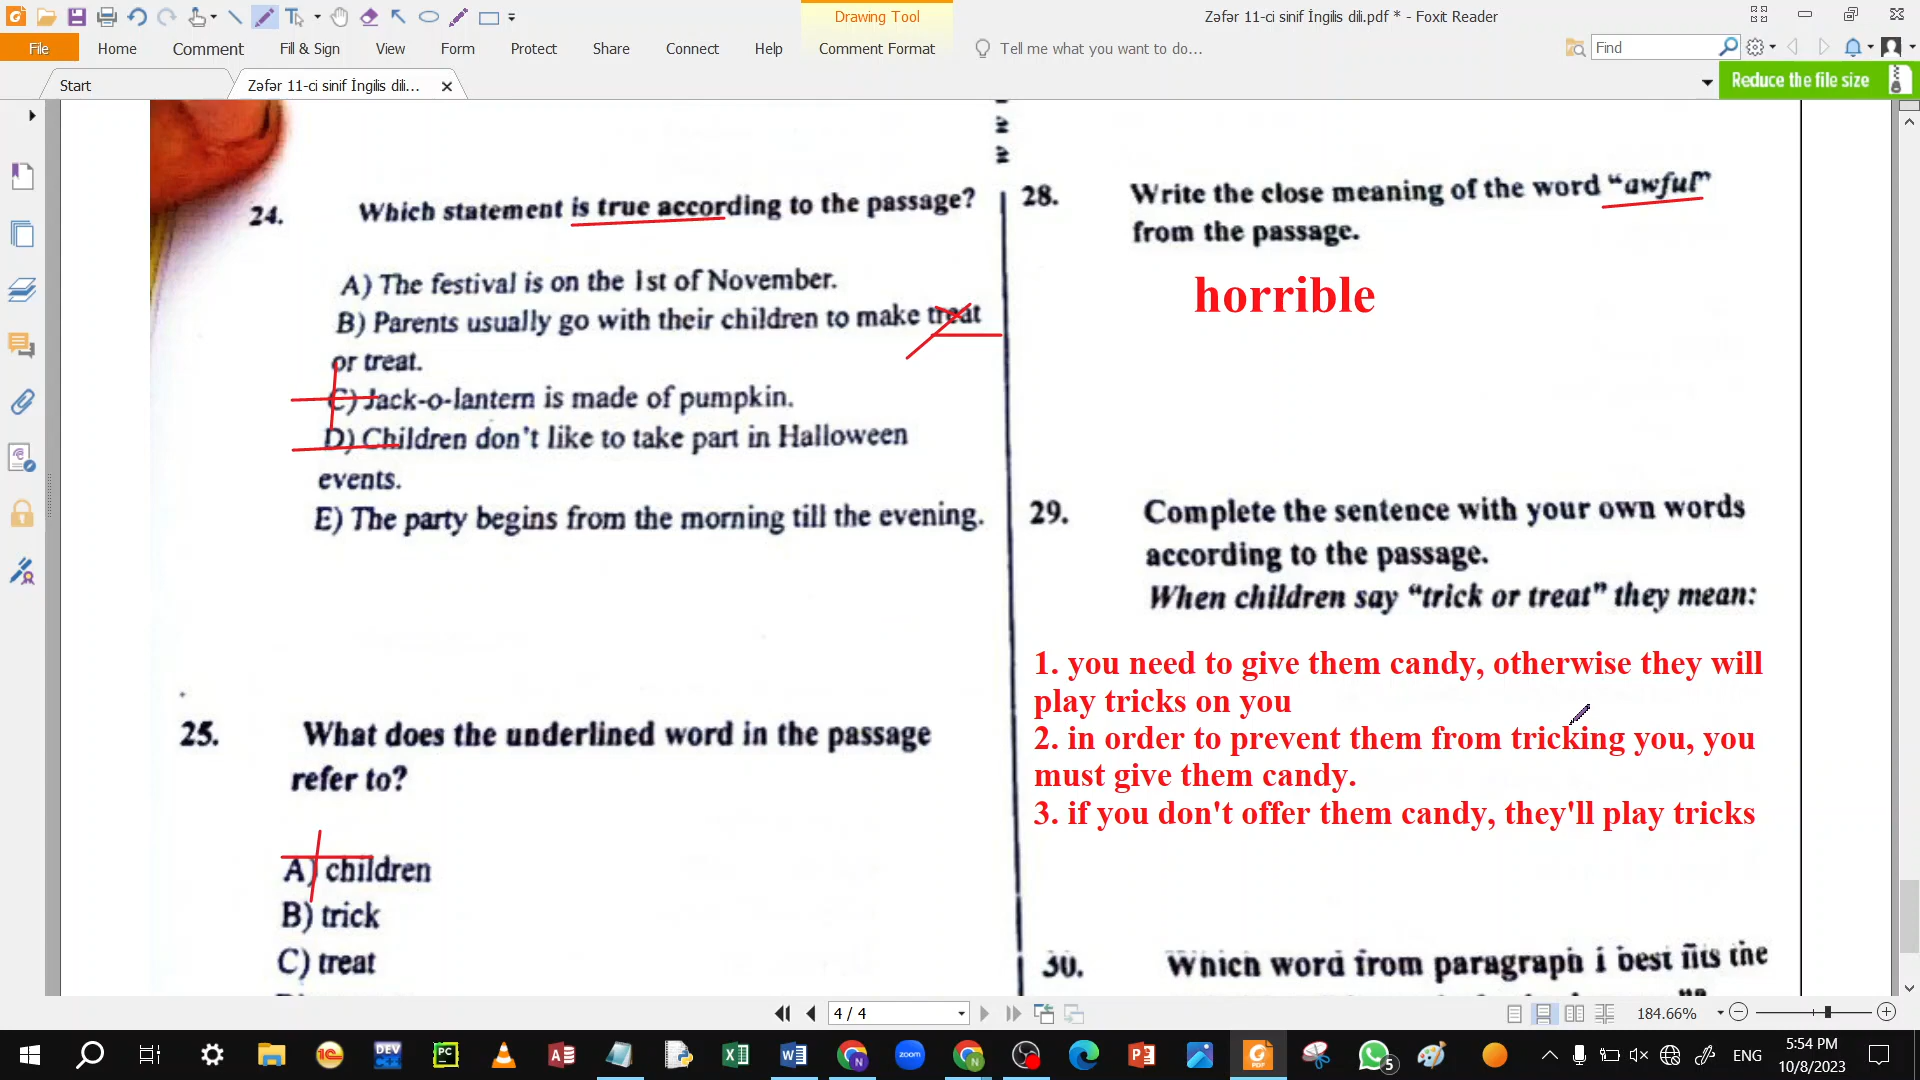 Drawing Tool
Zəfər 11-ci sinif İngilis dili.pdf * - Foxit Reader
File
Home
Comment
Fill & Sign
View
Form
Protect
Share
Connect
Help
Comment Format
Tell me what you want to do...
Find
Start
Zəfər 11-ci sinif İngilis dili...
Reduce the file size
24. Which statement is true according to the passage?
A) The festival is on the 1st of November.
B) Parents usually go with their children to make treat
or treat.
C) Jack-o-lantern is made of pumpkin.
D) Children don't like to take part in Halloween
events.
E) The party begins from the morning till the evening.
25. What does the underlined word in the passage
refer to?
A) children
B) trick
C) treat
28. Write the close meaning of the word "awful"
from the passage.
horrible
29. Complete the sentence with your own words
according to the passage.
When children say "trick or treat" they mean:
1. you need to give them candy, otherwise they will
play tricks on you
2. in order to prevent them from tricking you, you
must give them candy.
3. if you don't offer them candy, they'll play tricks
30. Which word from paragraph 1 best fits the
4 / 4
184.66%
ENG
5:54 PM
10/8/2023